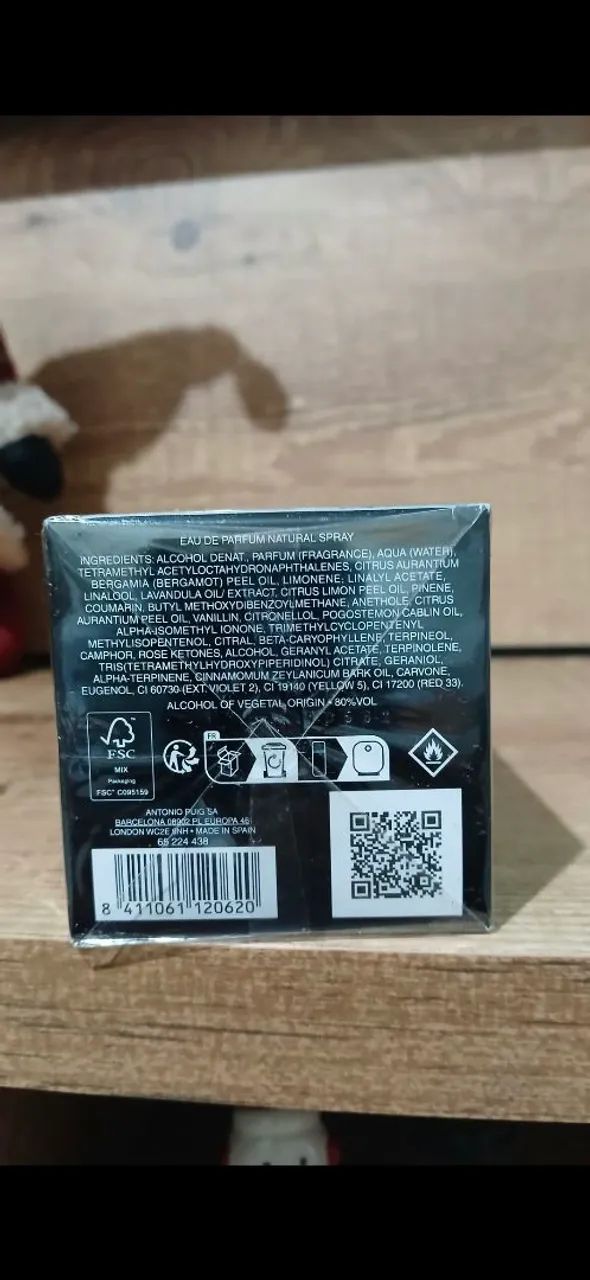 EAU DE PARFUM NATURAL SPRAY
INGREDIENTS: ALCOHOL DENAT., PARFUM (FRAGRANCE), AQUA (WATER),
TETRAMETHYL ACETYLOCTAHYDRONAPHTHALENES, CITRUS AURANTIUM
BERGAMIA (BERGAMOT) PEEL OIL, LIMONENE, LINALYL ACETATE,
LINALOOL, LAVANDULA OIL/ EXTRACT, CITRUS LIMON PEEL OIL, PINENE,
COUMARIN, BUTYL METHOXYDIBENZOYLMETHANE, ANETHOLE, CITRUS
AURANTIUM PEEL OIL, VANILLIN, CITRONELLOL, POGOSTEMON CABLIN OIL,
ALPHA-ISOMETHYL IONONE, TRIMETHYLCYCLOPENTENYL
METHYLISOPENTENOL, CITRAL, BETA-CARYOPHYLLENE, TERPINEOL,
CAMPHOR, ROSE KETONES, ALCOHOL, GERANYL ACETATE, TERPINOLENE,
TRIS(TETRAMETHYLHYDROXYPIPERIDINOL) CITRATE, GERANIOL,
ALPHA-TERPINENE, CINNAMOMUM ZEYLANICUM BARK OIL, CARVONE,
EUGENOL, CI 60730 (EXT. VIOLET 2), CI 19140 (YELLOW 5), CI 17200 (RED 33).
ALCOHOL OF VEGETAL ORIGIN • 80%VOL
FR
FSC
MIX
Packaging
FSC® C095159
ANTONIO PUIG SA
BARCELONA 08902 PL EUROPA 46
LONDON WC2E 9NH • MADE IN SPAIN
65 224 438
8 411061 120620